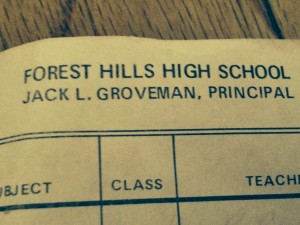 FOREST HILLS HIGH SCHOOL
JACK L. GROVEMAN, PRINCIPAL
CLASS